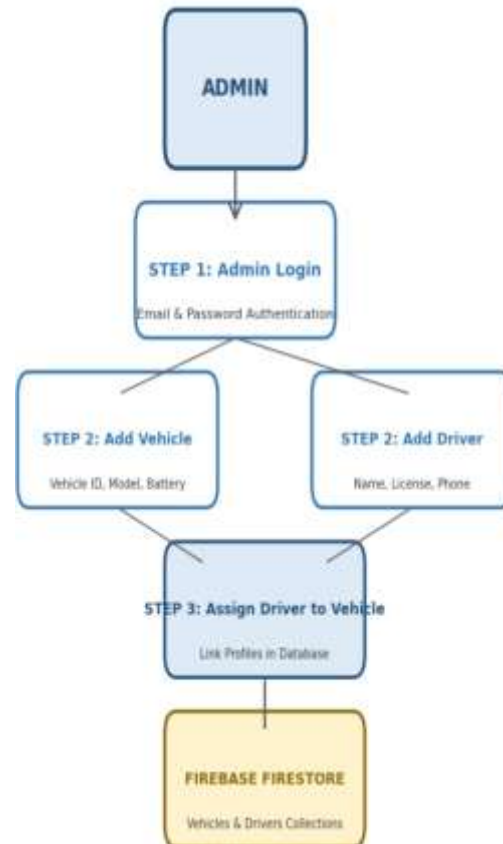 ADMIN
STEP 1: Admin Login
Email & Password Authentication
STEP 2: Add Vehicle
Vehicle ID, Model, Battery
STEP 2: Add Driver
Name, License, Phone
STEP 3: Assign Driver to Vehicle
Link Profiles in Database
FIREBASE FIRESTORE
Vehicles & Drivers Collections